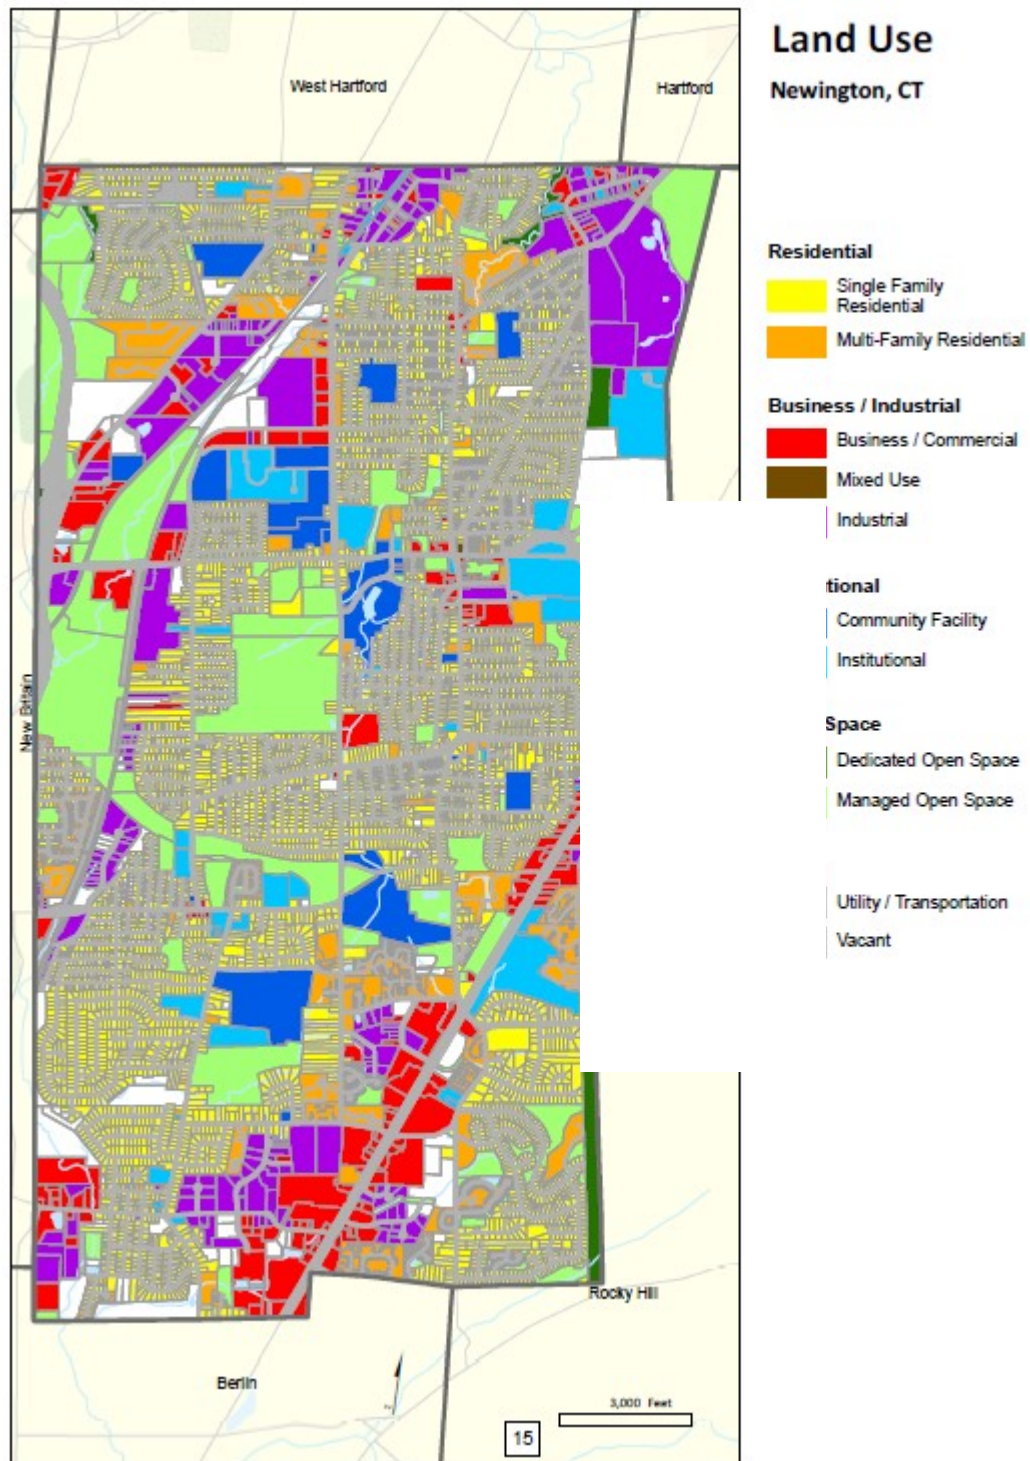 Land Use
Newington, CT
West Hartford
Hartford
Residential
Single Family
Residential
Multi-Family Residential
Business / Industrial
Business / Commercial
Mixed Use
Industrial
tional
Community Facility
Institutional
New Britain
Space
Dedicated Open Space
Managed Open Space
Utility / Transportation
Vacant
Rocky Hill
Berlin
3,000 Feet
15